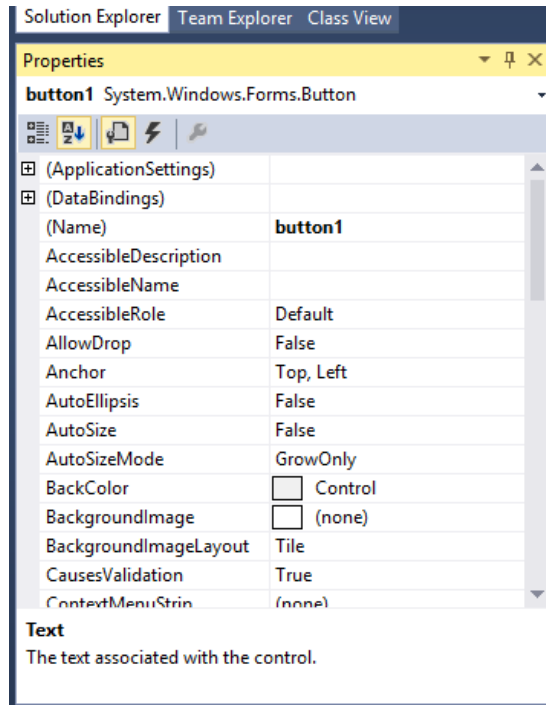 Solution Explorer Team Explorer Class View
Properties
button1 System.Windows.Forms.Button
(ApplicationSettings)
(DataBindings)
(Name) button1
AccessibleDescription
AccessibleName
AccessibleRole Default
AllowDrop False
Anchor Top, Left
AutoEllipsis False
AutoSize False
AutoSizeMode GrowOnly
BackColor Control
BackgroundImage (none)
BackgroundImageLayout Tile
CausesValidation True
ContextMenuStrip (none)
Text
The text associated with the control.